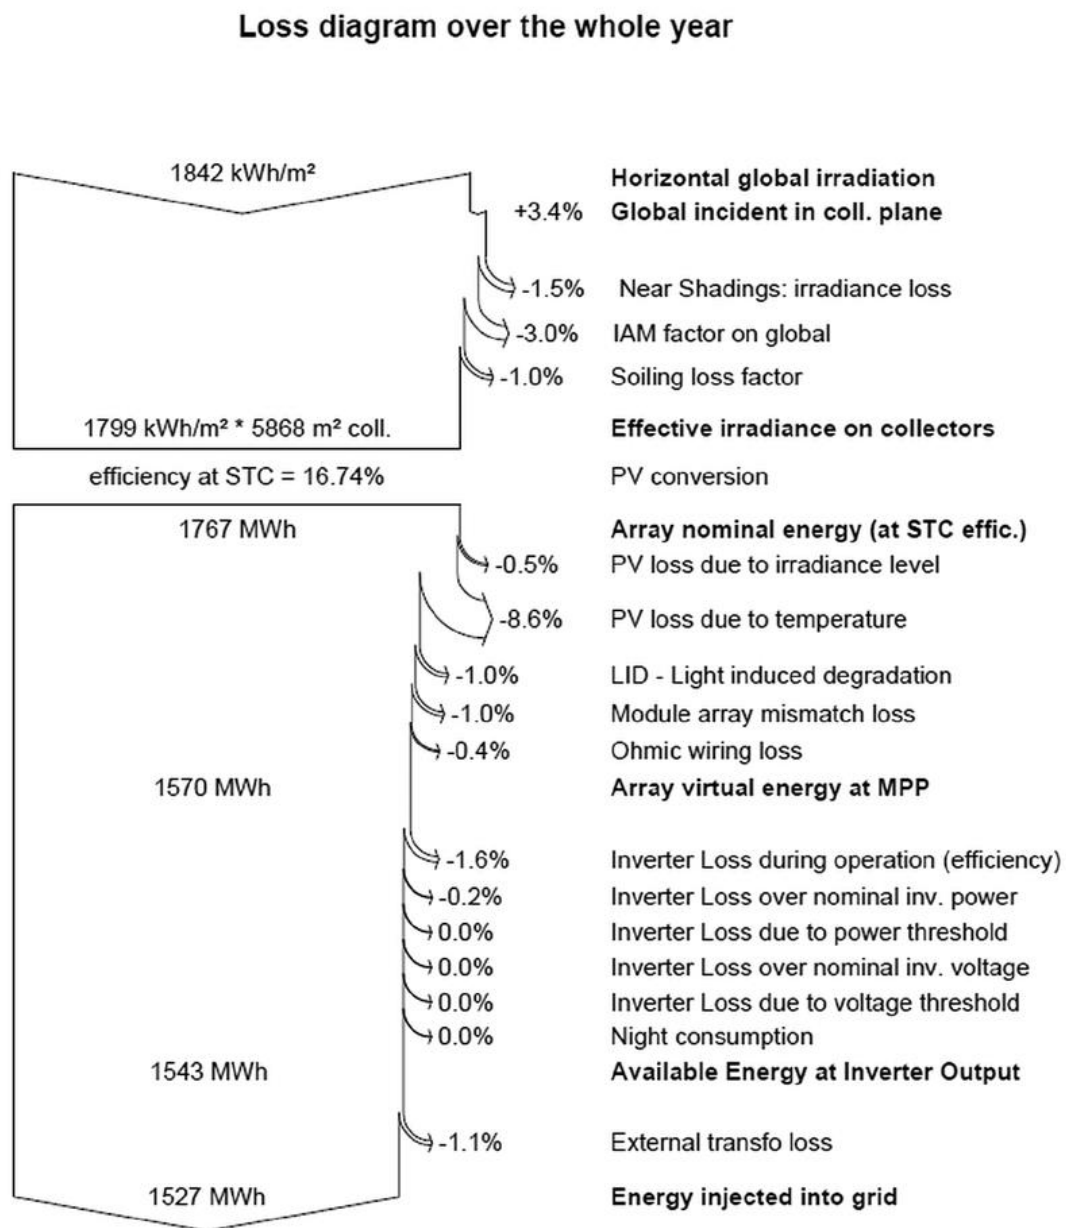 Loss diagram over the whole year
1842 kWh/m²
Horizontal global irradiation
+3.4% Global incident in coll. plane
-1.5% Near Shadings: irradiance loss
-3.0% IAM factor on global
-1.0% Soiling loss factor
1799 kWh/m² * 5868 m² coll. Effective irradiance on collectors
efficiency at STC = 16.74% PV conversion
1767 MWh Array nominal energy (at STC effic.)
-0.5% PV loss due to irradiance level
-8.6% PV loss due to temperature
-1.0% LID - Light induced degradation
-1.0% Module array mismatch loss
-0.4% Ohmic wiring loss
1570 MWh Array virtual energy at MPP
-1.6% Inverter Loss during operation (efficiency)
-0.2% Inverter Loss over nominal inv. power
0.0% Inverter Loss due to power threshold
0.0% Inverter Loss over nominal inv. voltage
0.0% Inverter Loss due to voltage threshold
0.0% Night consumption
1543 MWh Available Energy at Inverter Output
-1.1% External transfo loss
1527 MWh Energy injected into grid